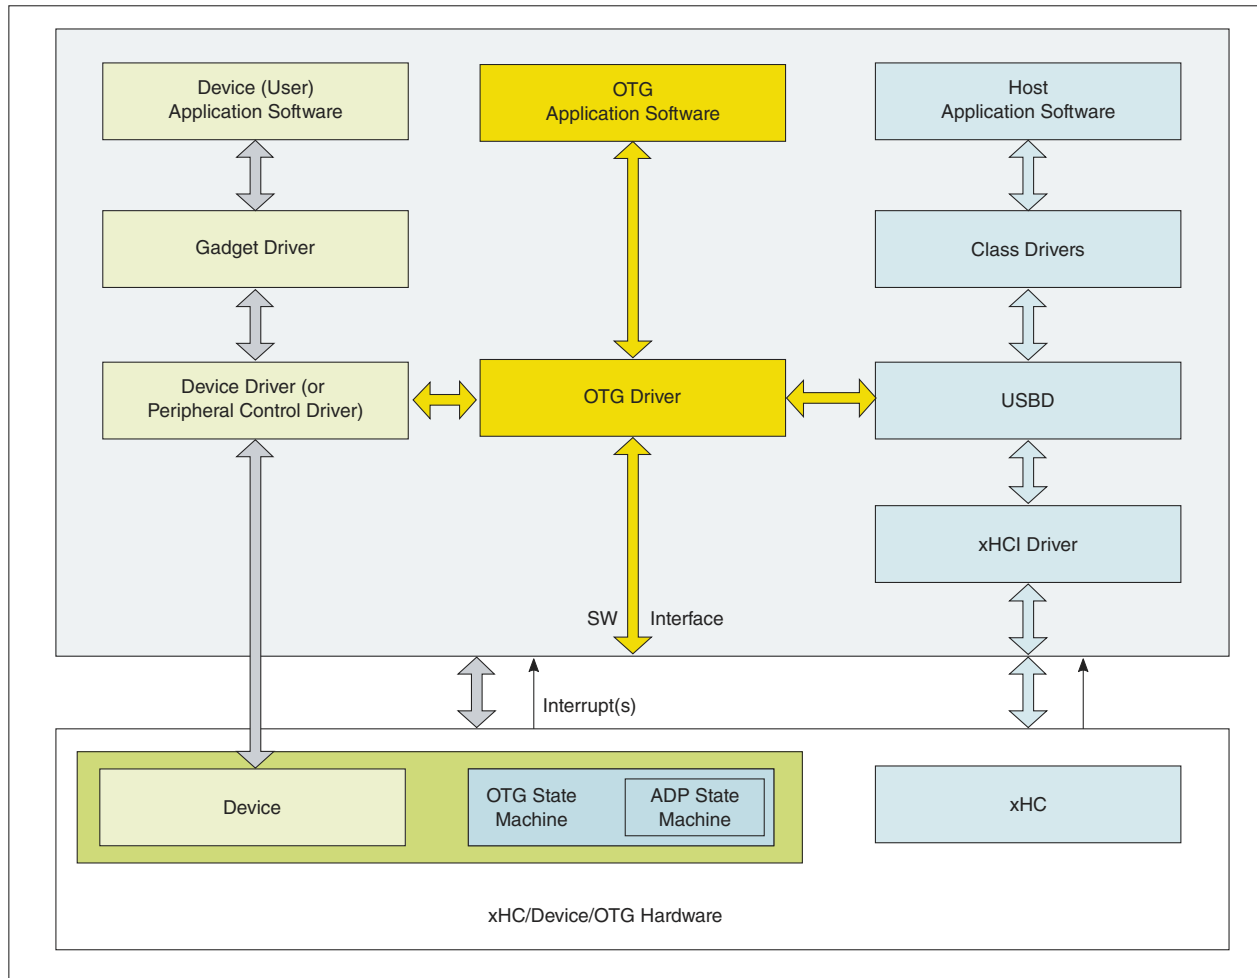 Device (User)
Application Software
OTG
Application Software
Host
Application Software
Gadget Driver
Class Drivers
Device Driver (or
Peripheral Control Driver)
OTG Driver
USBD
xHCI Driver
SW Interface
Interrupt(s)
Device
OTG State
Machine
ADP State
Machine
xHC
xHC/Device/OTG Hardware